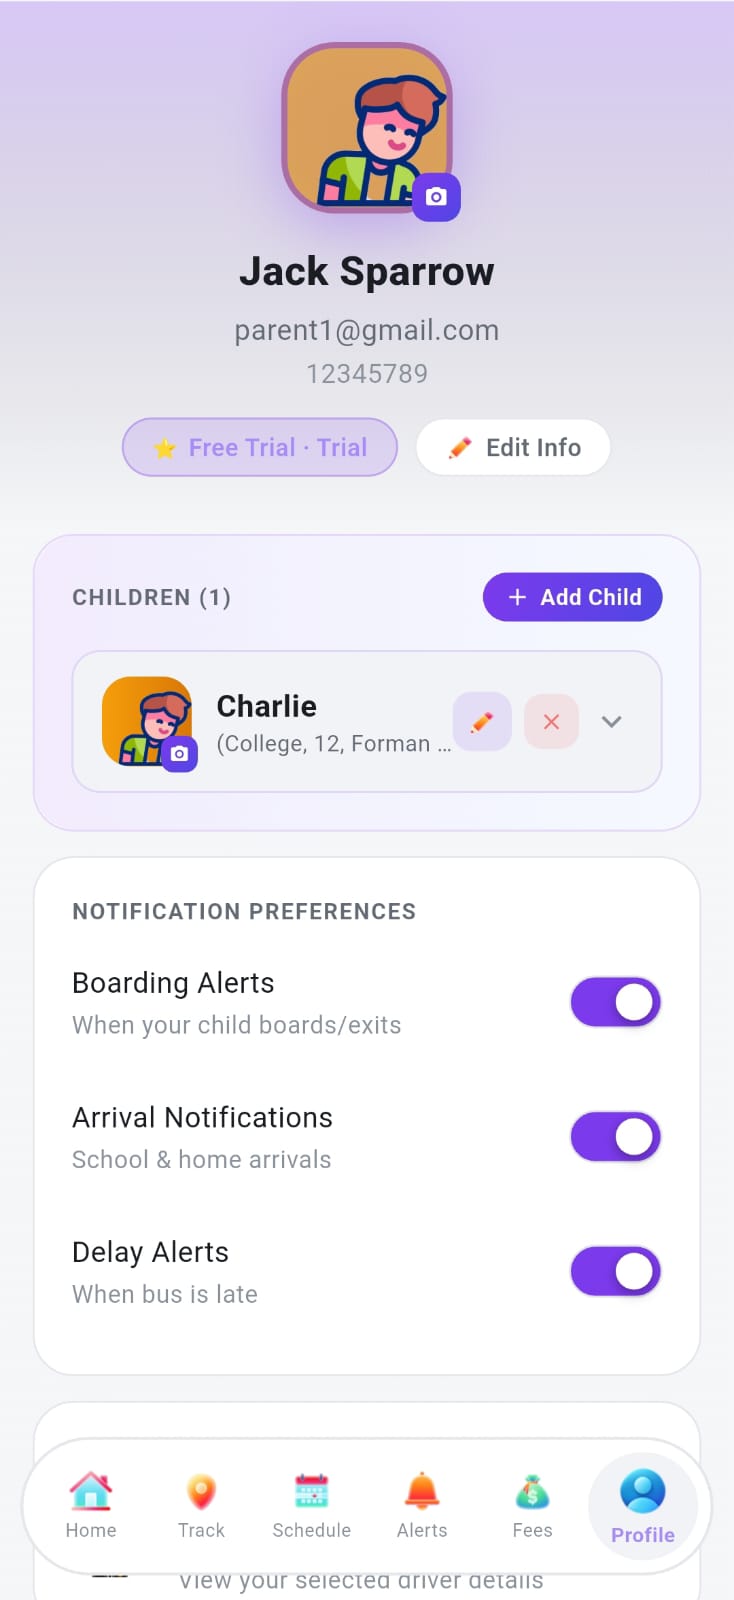 Jack Sparrow
parent1@gmail.com
12345789
Free Trial · Trial
Edit Info
CHILDREN (1)
+ Add Child
Charlie
(College, 12, Forman ...
NOTIFICATION PREFERENCES
Boarding Alerts
When your child boards/exits
Arrival Notifications
School & home arrivals
Delay Alerts
When bus is late
Home
Track
Schedule
Alerts
Fees
Profile
View your selected driver details